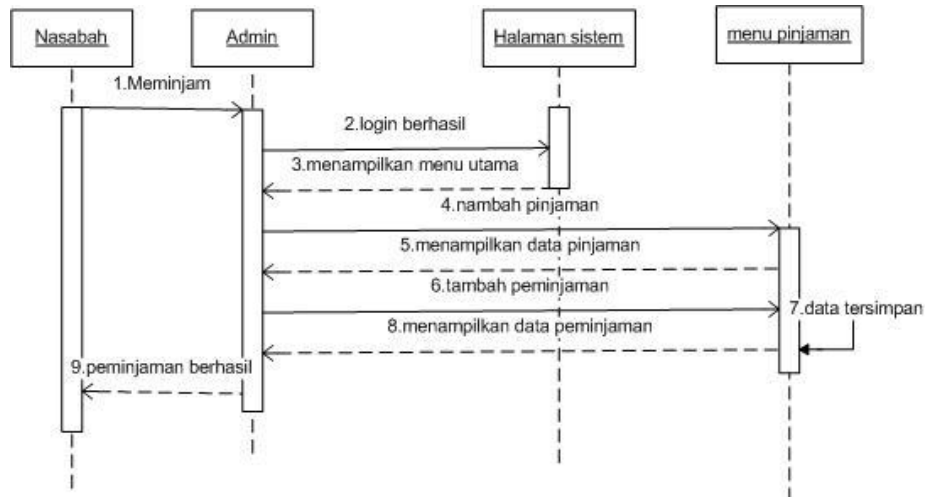 Nasabah
Admin
Halaman sistem
menu pinjaman
1.Meminjam
2.login berhasil
3.menampilkan menu utama
4.nambah pinjaman
5.menampilkan data pinjaman
6.tambah peminjaman
7.data tersimpan
8.menampilkan data peminjaman
9.peminjaman berhasil